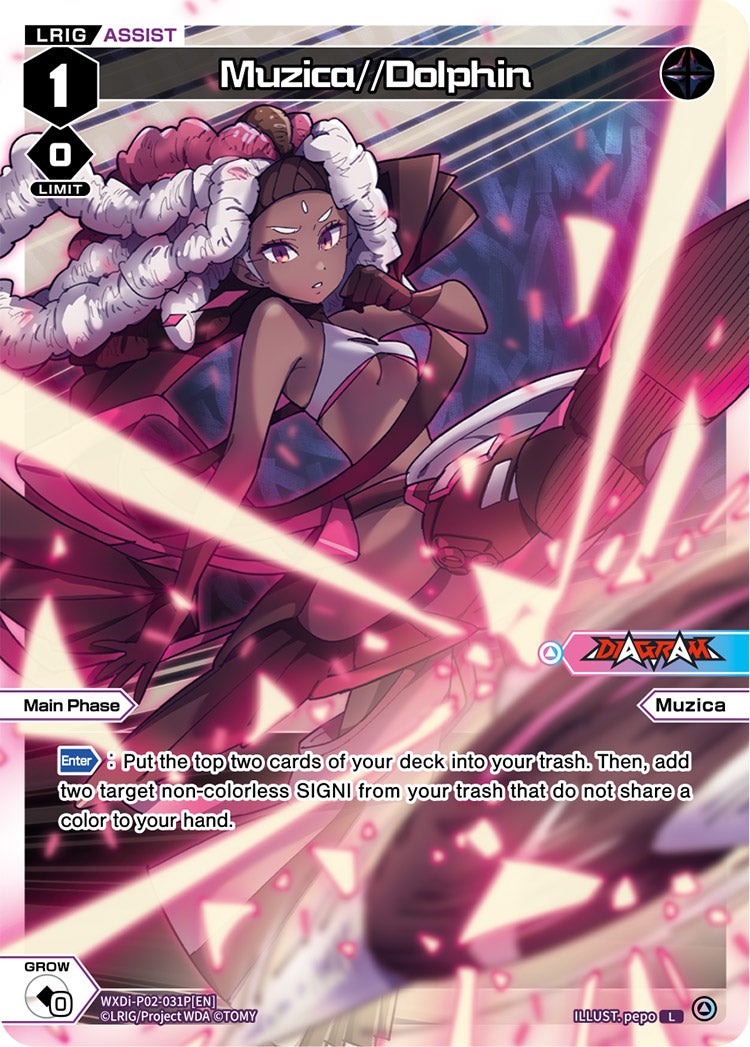 LRIG ASSIST
1
Muzica//Dolphin
0
LIMIT
DIAGRAM
Main Phase
Muzica
Enter : Put the top two cards of your deck into your trash. Then, add
two target non-colorless SIGNI from your trash that do not share a
color to your hand.
GROW
0
WXDi-P02-031P[EN]
©LRIG/Project WDA ©TOMY
ILLUST. pepo L